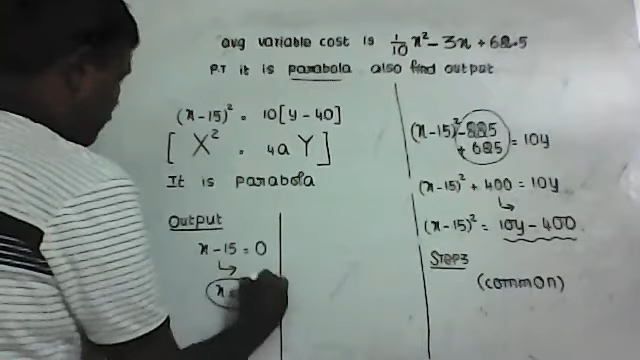 avg variable cost is 1/10 x² - 3x + 62.5
P.T it is parabola also find output
(x-15)² = 10[y-40]
[ X² = 4a Y ]
It is parabola
Output
x-15 = 0
↳
x =
(x-15)² -225 + 625 = 10y
(x-15)² + 400 = 10y
↳
(x-15)² = 10y - 400
Step3
(common)